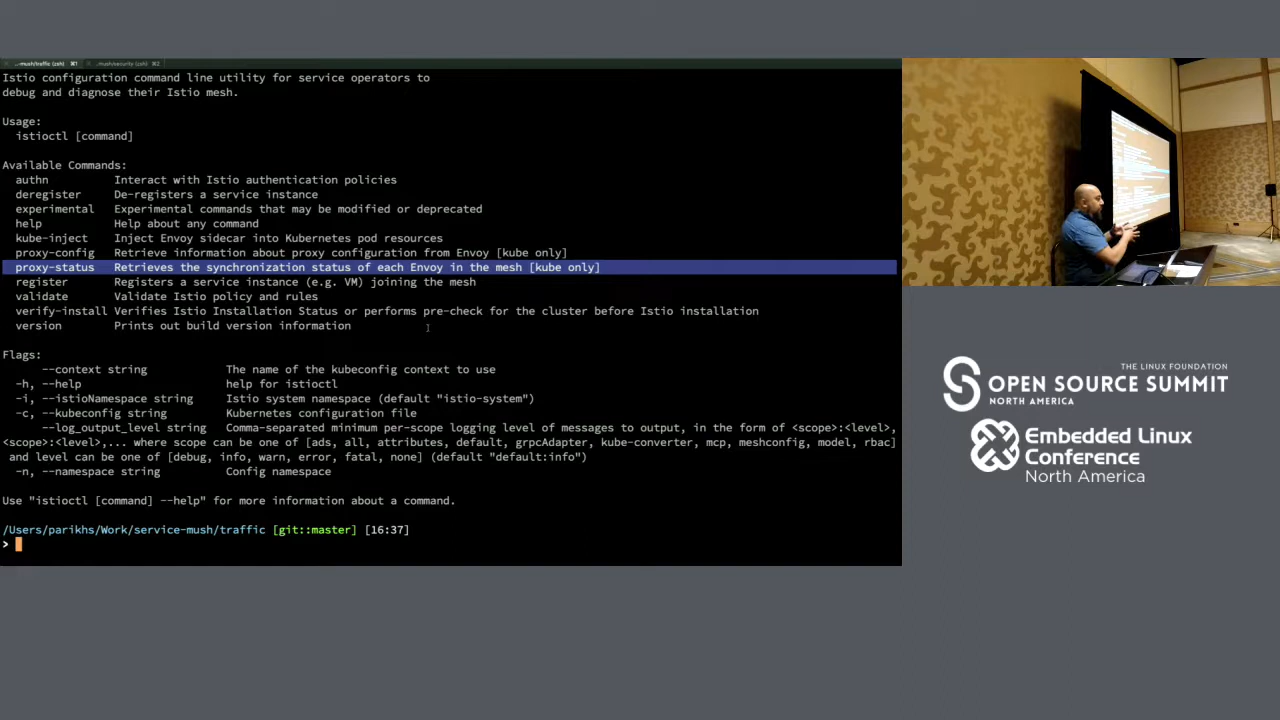 ...-mush/traffic (zsh) ⌘1 ../mush/security (zsh) ⌘2
Istio configuration command line utility for service operators to
debug and diagnose their Istio mesh.
Usage:
istioctl [command]
Available Commands:
authn Interact with Istio authentication policies
deregister De-registers a service instance
experimental Experimental commands that may be modified or deprecated
help Help about any command
kube-inject Inject Envoy sidecar into Kubernetes pod resources
proxy-config Retrieve information about proxy configuration from Envoy [kube only]
proxy-status Retrieves the synchronization status of each Envoy in the mesh [kube only]
register Registers a service instance (e.g. VM) joining the mesh
validate Validate Istio policy and rules
verify-install Verifies Istio Installation Status or performs pre-check for the cluster before Istio installation
version Prints out build version information
Flags:
--context string The name of the kubeconfig context to use
-h, --help help for istioctl
-i, --istioNamespace string Istio system namespace (default "istio-system")
-c, --kubeconfig string Kubernetes configuration file
--log_output_level string Comma-separated minimum per-scope logging level of messages to output, in the form of <scope>:<level>,
<scope>:<level>,... where scope can be one of [ads, all, attributes, default, grpcAdapter, kube-converter, mcp, meshconfig, model, rbac]
and level can be one of [debug, info, warn, error, fatal, none] (default "default:info")
-n, --namespace string Config namespace
Use "istioctl [command] --help" for more information about a command.
/Users/parikhs/Work/service-mush/traffic [git::master] [16:37]
>
THE LINUX FOUNDATION
OPEN SOURCE SUMMIT
NORTH AMERICA
Embedded Linux
Conference
North America